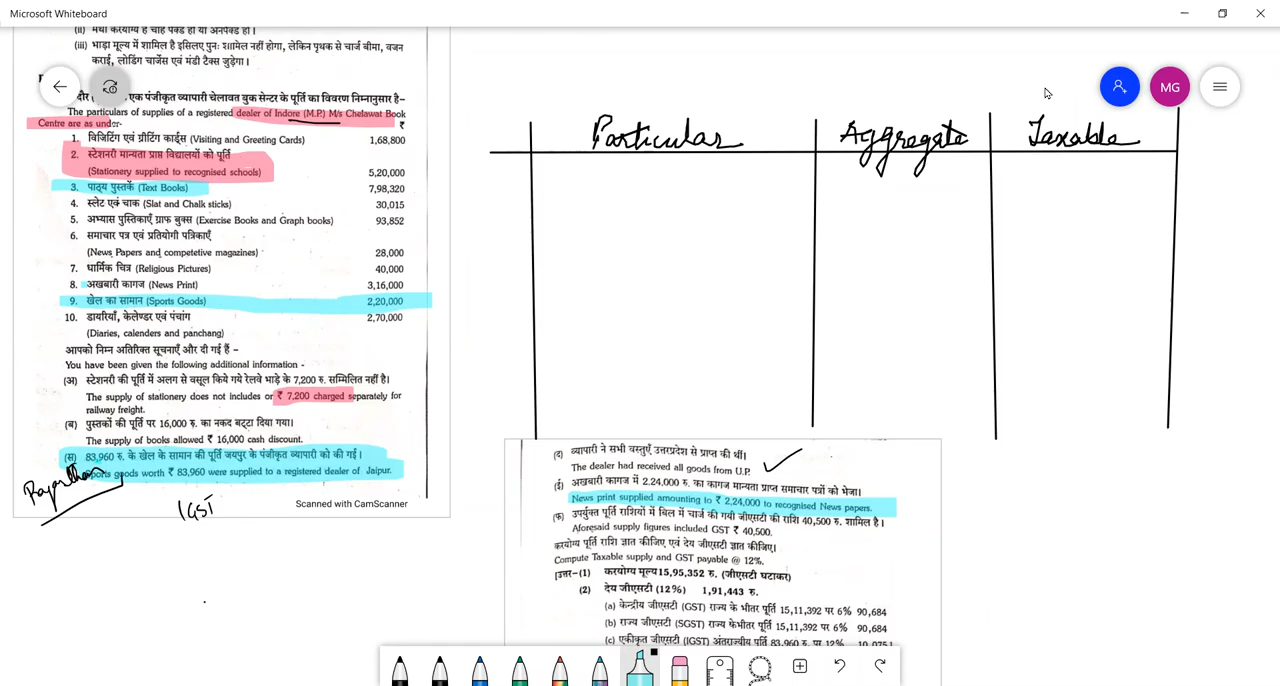 Microsoft Whiteboard
(iii) भाड़ा मूल्य में शामिल है इसलिए पुनः शामिल नहीं होगा, लेकिन पृथक से चार्ज बीमा, वजन
कराई, लोडिंग चार्जेस एवं मंडी टैक्स जुड़ेगा।
एक पंजीकृत व्यापारी चेलावत बुक सेन्टर के पूर्ति का विवरण निम्नानुसार है–
The particulars of supplies of a registered dealer of Indore (M.P.) M/s Chelawat Book
Centre are as under- ₹
1. विजिटिंग एवं ग्रीटिंग कार्ड्स (Visiting and Greeting Cards) 1,68,800
2. स्टेशनरी मान्यता प्राप्त विद्यालयों को पूर्ति
(Stationery supplied to recognised schools) 5,20,000
3. पाठ्य पुस्तकें (Text Books) 7,98,320
4. स्लेट एवं चाक (Slat and Chalk sticks) 30,015
5. अभ्यास पुस्तिकाएँ ग्राफ बुक्स (Exercise Books and Graph books) 93,852
6. समाचार पत्र एवं प्रतियोगी पत्रिकाएँ
(News Papers and competetive magazines) 28,000
7. धार्मिक चित्र (Religious Pictures) 40,000
8. अखबारी कागज (News Print) 3,16,000
9. खेल का सामान (Sports Goods) 2,20,000
10. डायरियाँ, केलेण्डर एवं पंचांग 2,70,000
(Diaries, calenders and panchang)
आपको निम्न अतिरिक्त सूचनाएँ और दी गई हैं –
You have been given the following additional information -
(अ) स्टेशनरी की पूर्ति में अलग से वसूल किये गये रेलवे भाड़े के 7,200 रु. सम्मिलित नहीं है।
The supply of stationery does not includes or ₹ 7,200 charged separately for
railway freight.
(ब) पुस्तकों की पूर्ति पर 16,000 रु. का नकद बट्टा दिया गया।
The supply of books allowed ₹ 16,000 cash discount.
(स) 83,960 रु. के खेल के सामान की पूर्ति जयपुर के पंजीकृत व्यापारी को की गई।
Sports goods worth ₹ 83,960 were supplied to a registered dealer of Jaipur.
Rajasthan
IGST
Scanned with CamScanner
MG
Particular Aggregate Taxable
(द) व्यापारी ने सभी वस्तुएँ उत्तरप्रदेश से प्राप्त की थीं।
The dealer had received all goods from U.P.
(ई) अखबारी कागज में 2.24,000 रु. का कागज मान्यता प्राप्त समाचार पत्रों को भेजा।
News print supplied amounting to ₹ 2,24,000 to recognised News papers.
(फ) उपर्युक्त पूर्ति राशियों में बिल में चार्ज की गयी जीएसटी की राशि 40,500 रु. शामिल है।
Aforesaid supply figures included GST ₹ 40,500.
करयोग्य पूर्ति राशि ज्ञात कीजिए एवं देय जीएसटी ज्ञात कीजिए।
Compute Taxable supply and GST payable @ 12%.
उत्तर–(1) करयोग्य मूल्य 15,95,352 रु. (जीएसटी घटाकर)
(2) देय जीएसटी (12%) 1,91,443 रु.
(a) केन्द्रीय जीएसटी (GST) राज्य के भीतर पूर्ति 15,11,392 पर 6% 90,684
(b) राज्य जीएसटी (SGST) राज्य के भीतर पूर्ति 15,11,392 पर 6% 90,684
(c) एकीकृत जीएसटी (IGST) अंतराज्यीय पूर्ति 83,960 रु. पर 12% 10,075